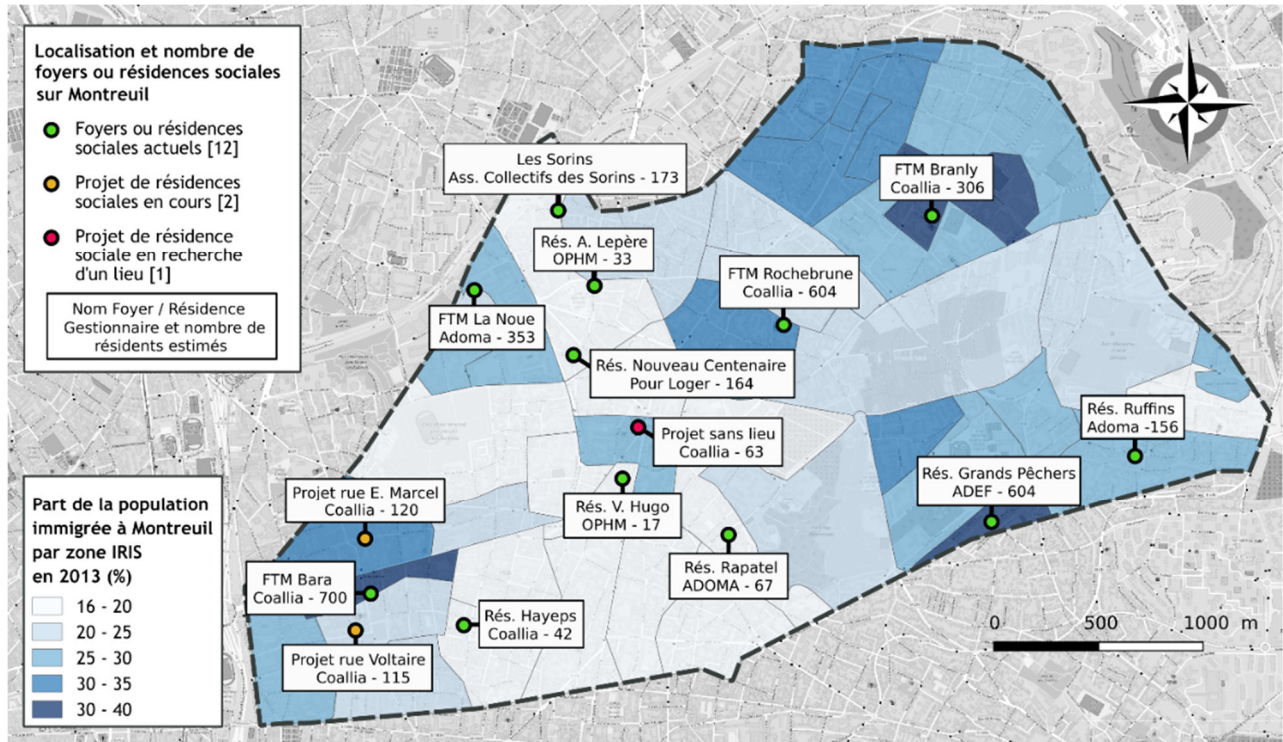 Localisation et nombre de
foyers ou résidences sociales
sur Montreuil
Foyers ou résidences
sociales actuels [12]
Projet de résidences
sociales en cours [2]
Projet de résidence
sociale en recherche
d'un lieu [1]
Nom Foyer / Résidence
Gestionnaire et nombre de
résidents estimés
Les Sorins
Ass. Collectifs des Sorins - 173
FTM Branly
Coallia - 306
Rés. A. Lepère
OPHM - 33
FTM Rochebrune
Coallia - 604
FTM La Noue
Adoma - 353
Rés. Nouveau Centenaire
Pour Loger - 164
Rés. Ruffins
Adoma -156
Projet sans lieu
Coallia - 63
Rés. Grands Pêchers
ADEF - 604
Projet rue E. Marcel
Coallia - 120
Rés. V. Hugo
OPHM - 17
Rés. Rapatel
ADOMA - 67
FTM Bara
Coallia - 700
Rés. Hayeps
Coallia - 42
Projet rue Voltaire
Coallia - 115
Part de la population
immigrée à Montreuil
par zone IRIS
en 2013 (%)
16 - 20
20 - 25
25 - 30
30 - 35
30 - 40
0 500 1000 m